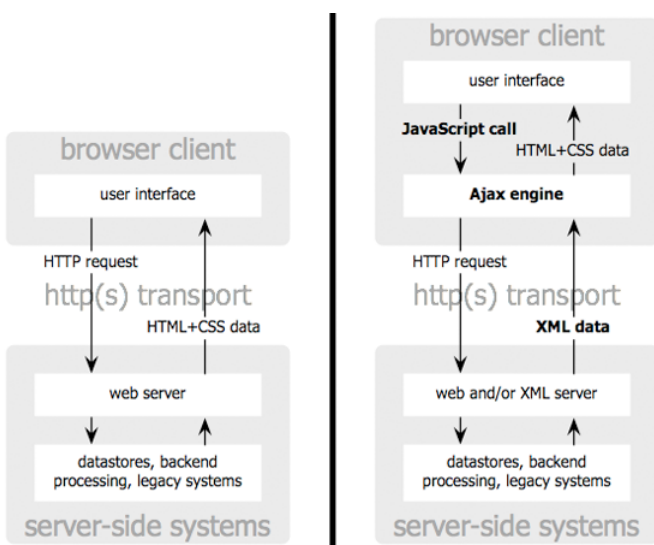 browser client
user interface
HTTP request
http(s) transport
HTML+CSS data
web server
datastores, backend
processing, legacy systems
server-side systems
browser client
user interface
JavaScript call
HTML+CSS data
Ajax engine
HTTP request
http(s) transport
XML data
web and/or XML server
datastores, backend
processing, legacy systems
server-side systems